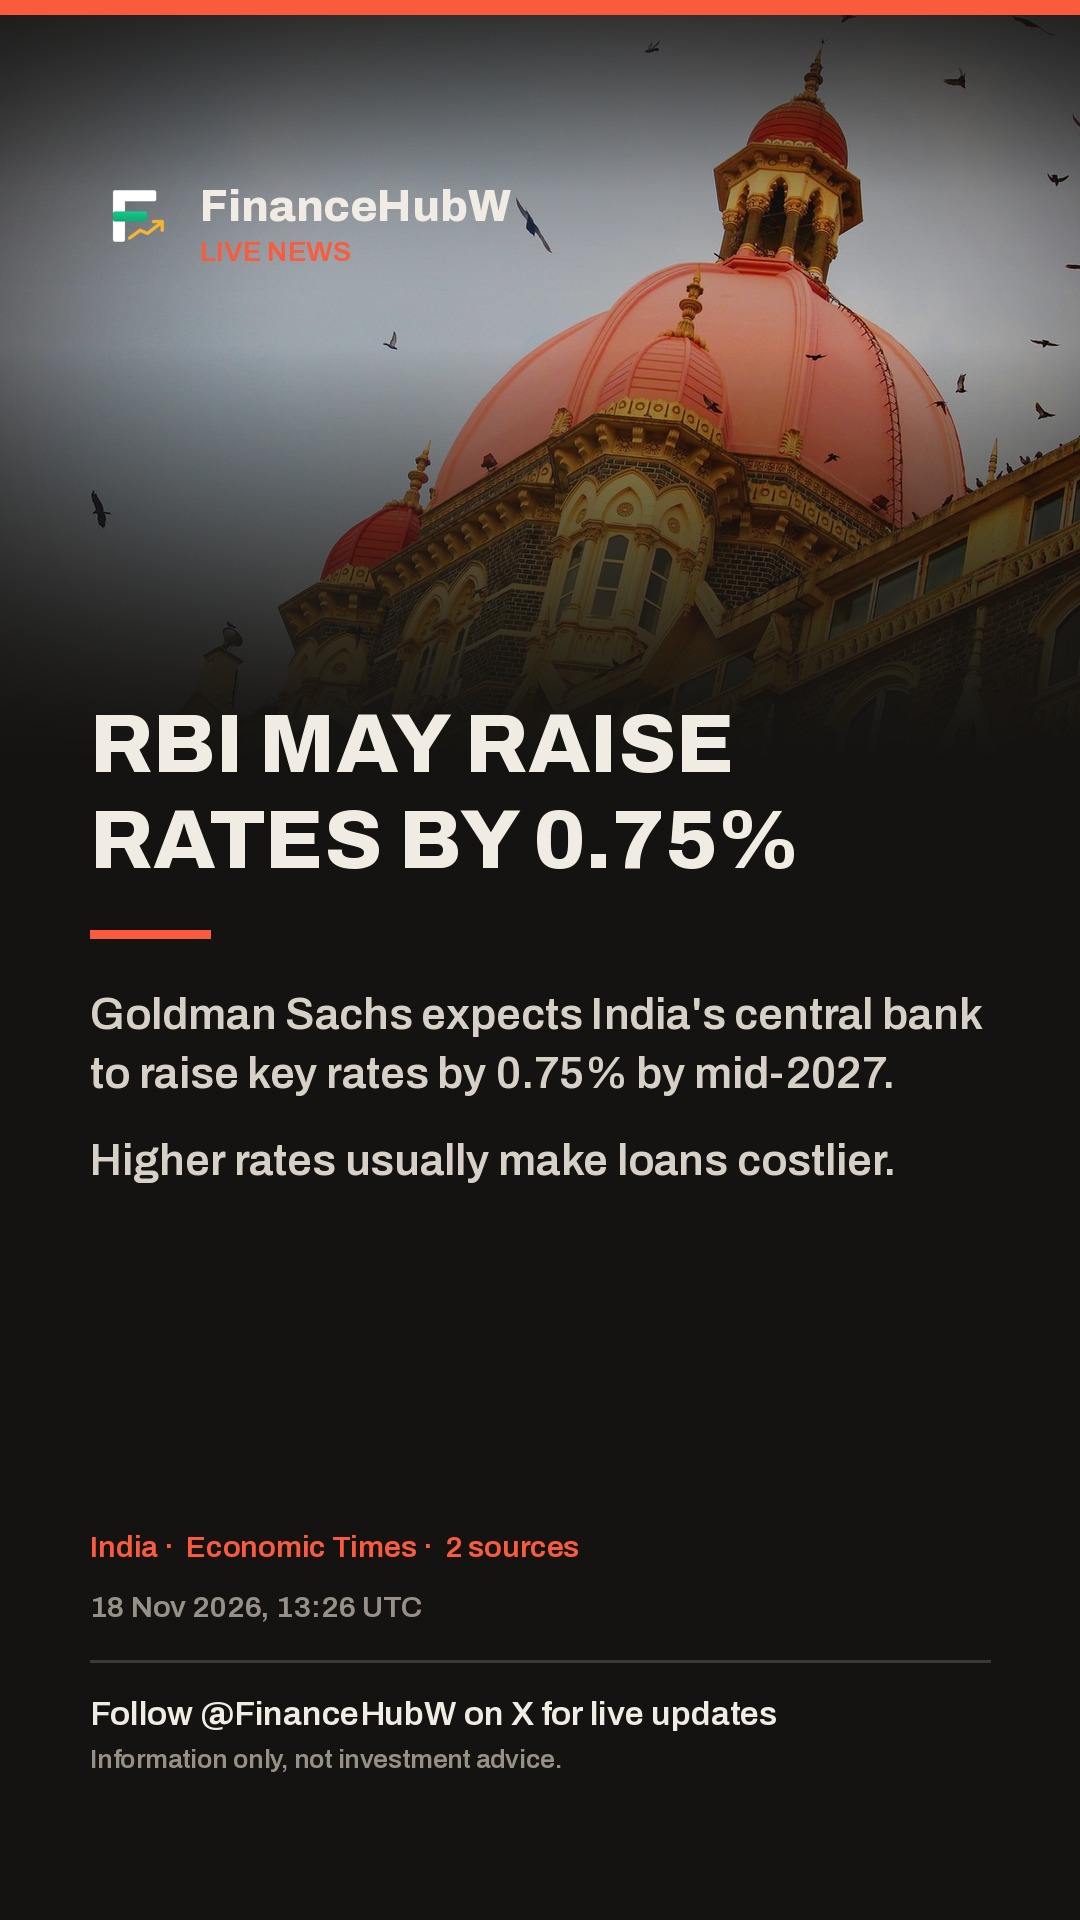 FinanceHubW
LIVE NEWS
RBI MAY RAISE
RATES BY 0.75%
Goldman Sachs expects India's central bank
to raise key rates by 0.75% by mid-2027.
Higher rates usually make loans costlier.
India · Economic Times · 2 sources
18 Nov 2026, 13:26 UTC
Follow @FinanceHubW on X for live updates
Information only, not investment advice.